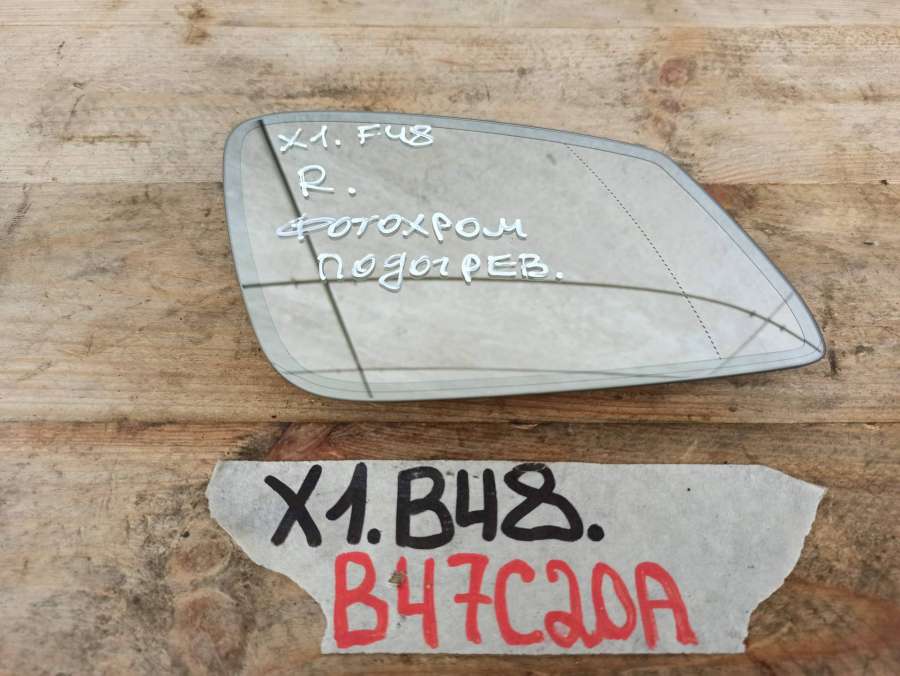 X1. F48
R.
ФОТОХРОМ
ПОДОГРЕВ.
X1.B48.
B47C20A